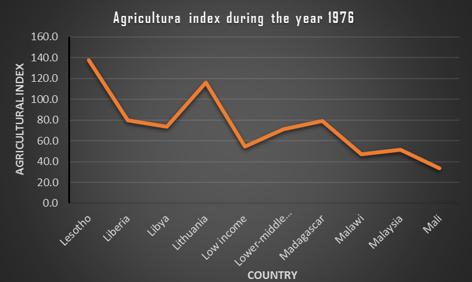 Agricultura index during the year 1976
160.0
140.0
120.0
100.0
80.0
60.0
40.0
20.0
0.0
AGRICULTURAL INDEX
Lesotho
Liberia
Libya
Lithuania
Low income
Lower-middle...
Madagascar
Malawi
Malaysia
Mali
COUNTRY